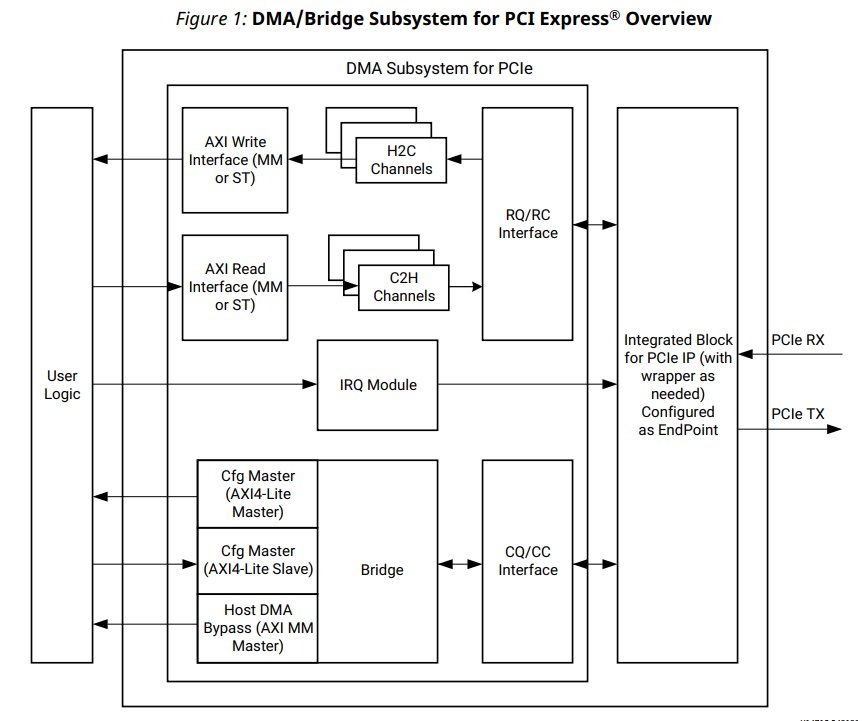 Figure 1: DMA/Bridge Subsystem for PCI Express® Overview
DMA Subsystem for PCIe
AXI Write
Interface (MM
or ST)
H2C
Channels
RQ/RC
Interface
AXI Read
Interface (MM
or ST)
C2H
Channels
User
Logic
IRQ Module
Integrated Block
for PCIe IP (with
wrapper as
needed)
Configured
as EndPoint
PCIe RX
PCIe TX
Cfg Master
(AXI4-Lite
Master)
Cfg Master
(AXI4-Lite Slave)
Host DMA
Bypass (AXI MM
Master)
Bridge
CQ/CC
Interface